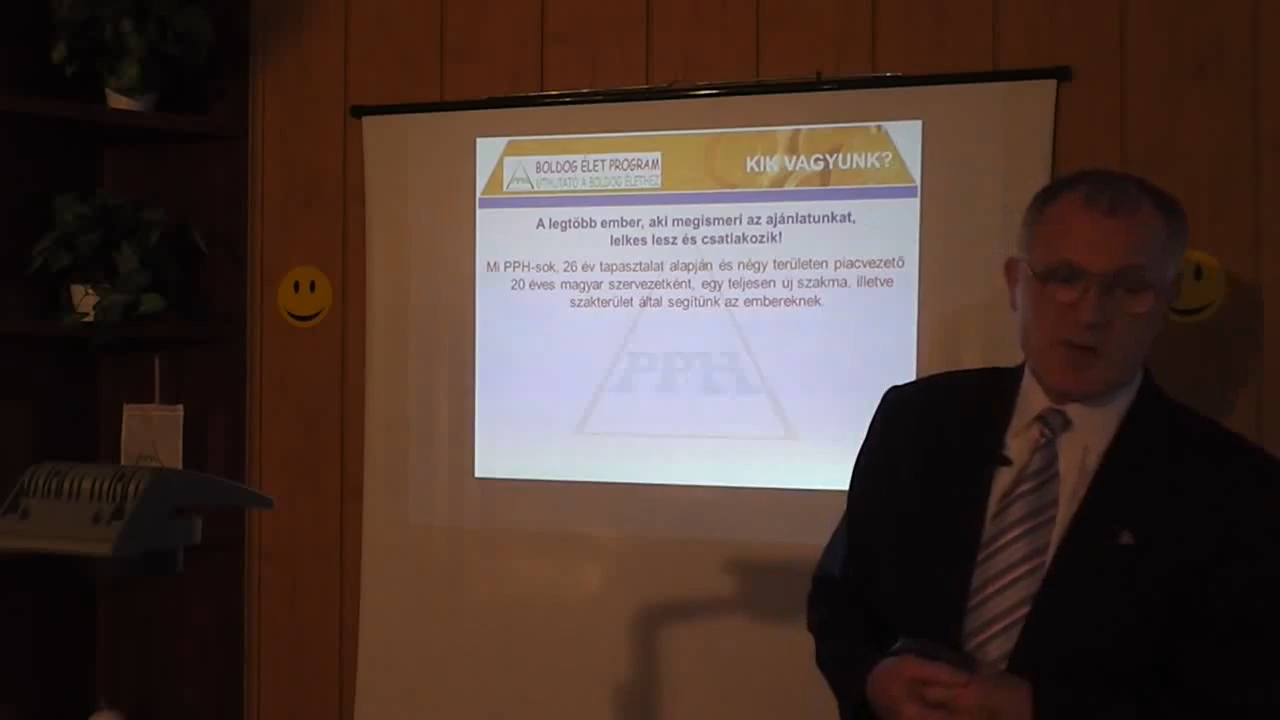 BOLDOG ÉLET PROGRAM
ÚTMUTATÓ A BOLDOG ÉLETHEZ
KIK VAGYUNK?
A legtöbb ember, aki megismeri az ajánlatunkat,
lelkes lesz és csatlakozik!
Mi PPH-sok, 26 év tapasztalat alapján és négy területen piacvezető
20 éves magyar szervezetként, egy teljesen új szakma, illetve
szakterület által segítünk az embereknek.
PPH